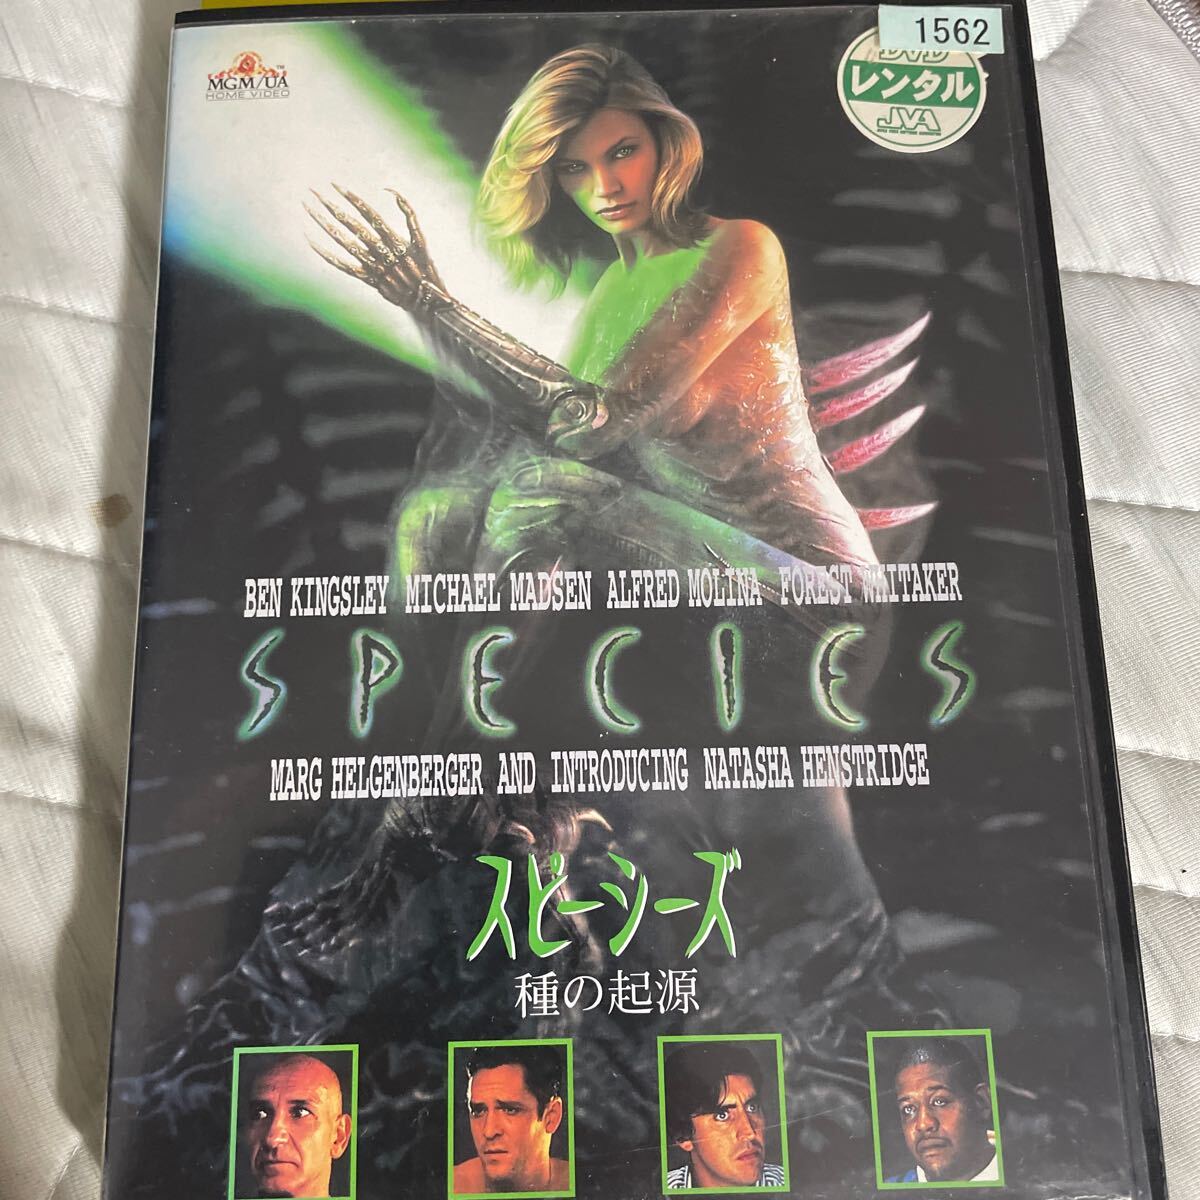 1562
MGM/UA
HOME VIDEO
TM
DVD
レンタル
JVA
BEN KINGSLEY MICHAEL MADSEN ALFRED MOLINA FOREST WHITAKER
SPECIES
MARG HELGENBERGER AND INTRODUCING NATASHA HENSTRIDGE
スピーシーズ
種の起源